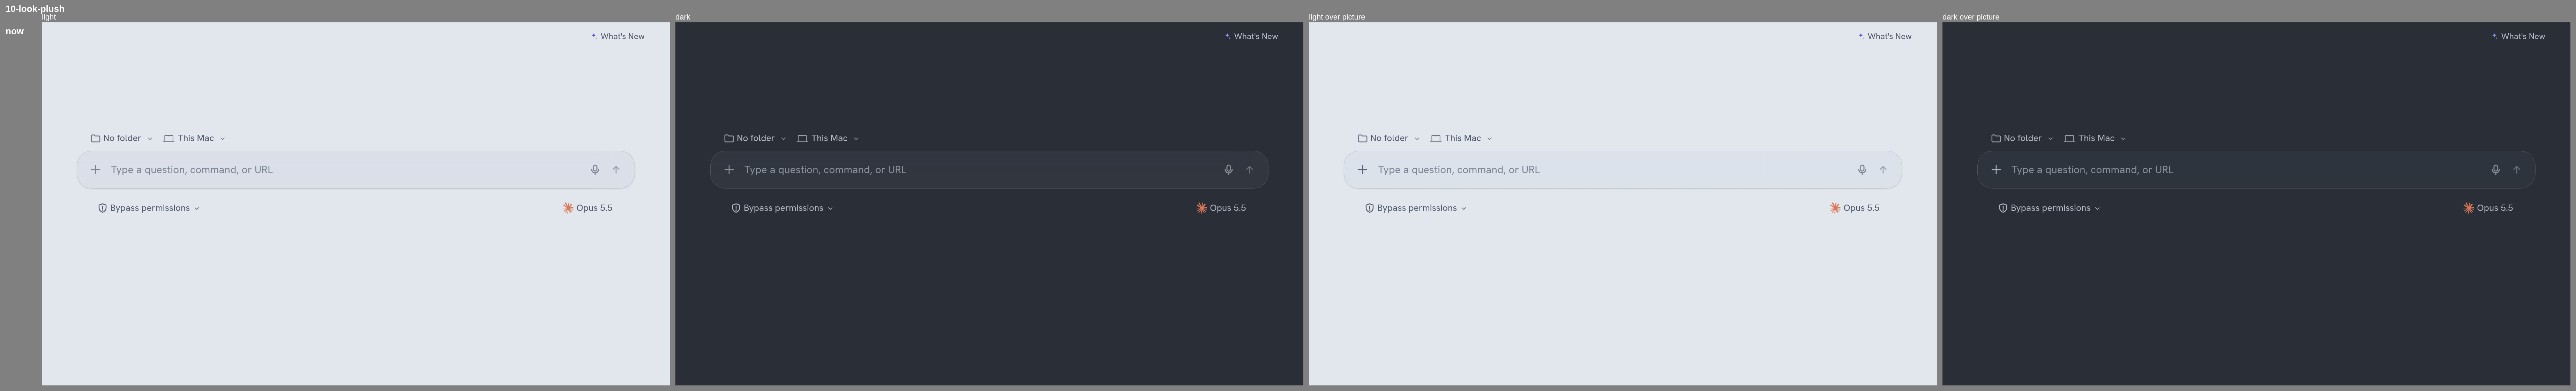 10-look-plush
now
light
What's New
No folder
This Mac
Type a question, command, or URL
Bypass permissions
Opus 5.5
dark
What's New
No folder
This Mac
Type a question, command, or URL
Bypass permissions
Opus 5.5
light over picture
What's New
No folder
This Mac
Type a question, command, or URL
Bypass permissions
Opus 5.5
dark over picture
What's New
No folder
This Mac
Type a question, command, or URL
Bypass permissions
Opus 5.5